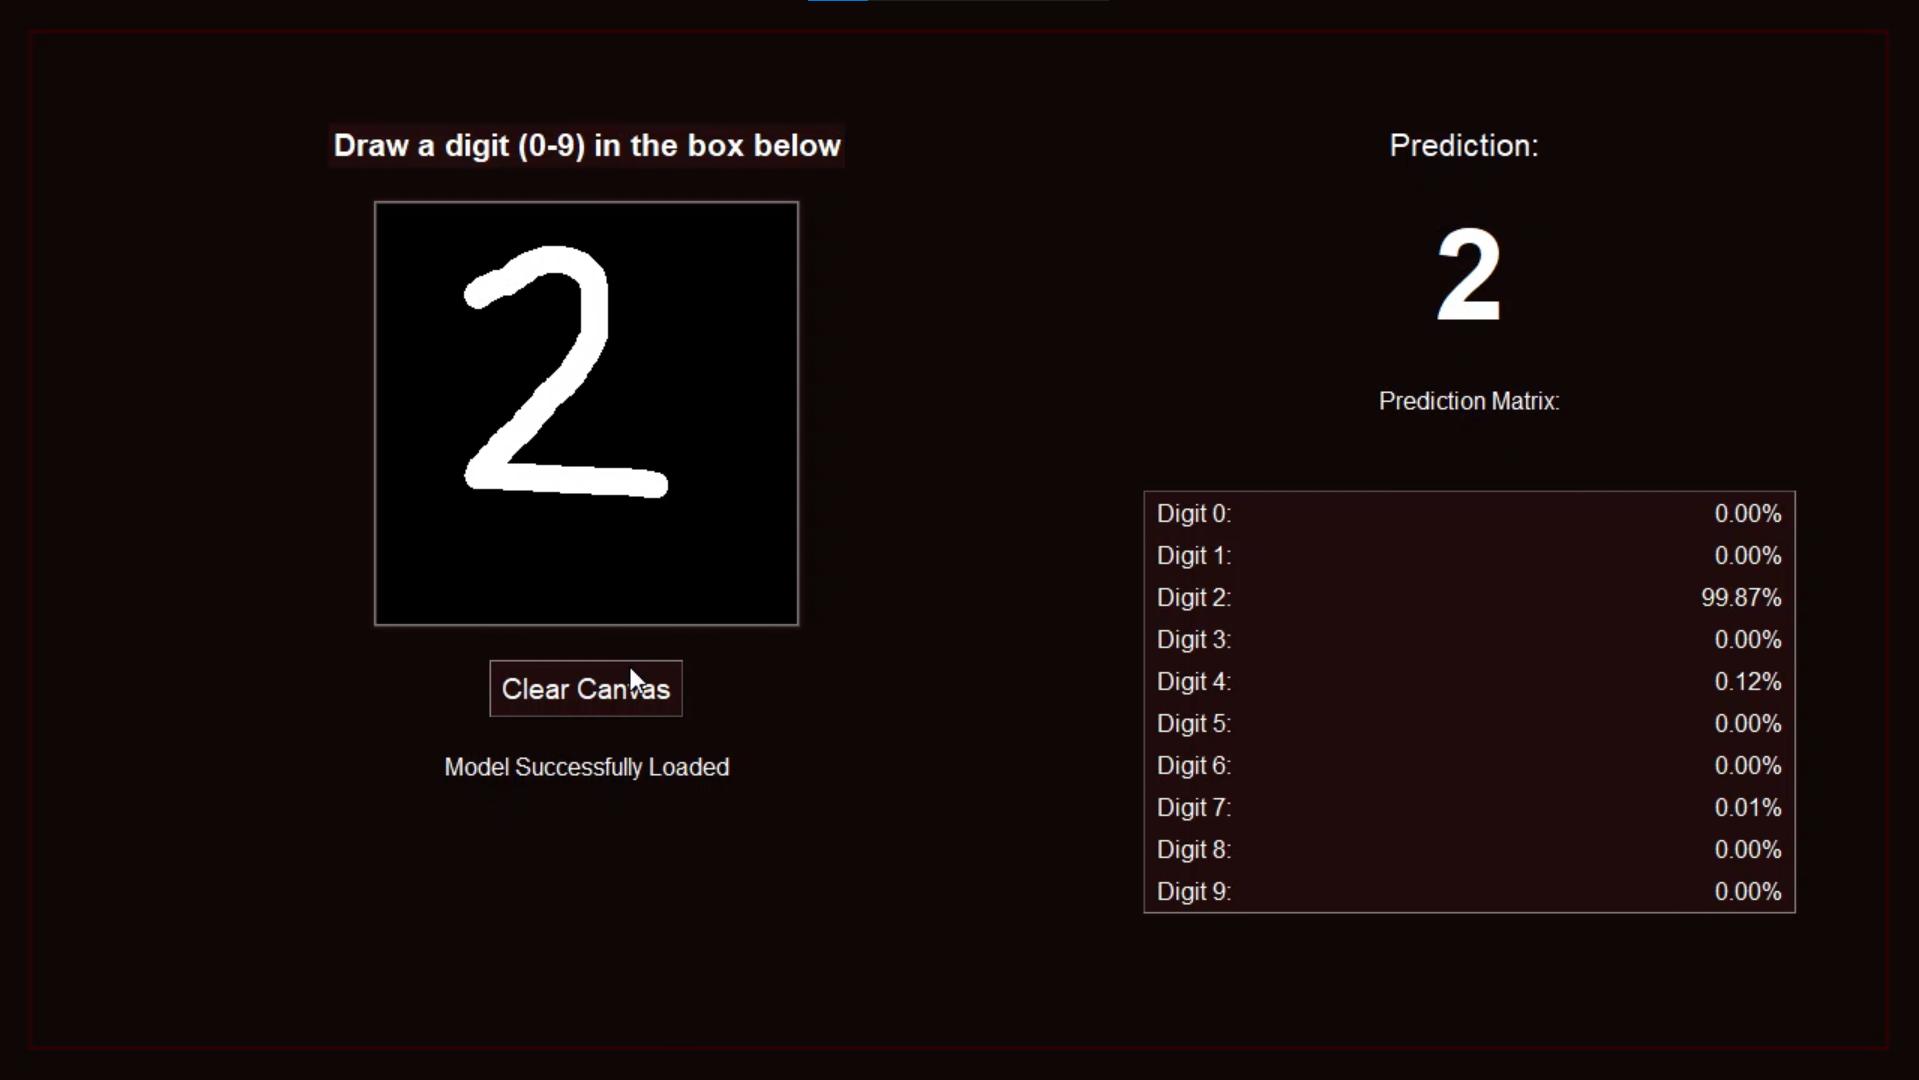 Draw a digit (0-9) in the box below
2
Clear Canvas
Model Successfully Loaded
Prediction:
2
Prediction Matrix:
Digit 0: 0.00%
Digit 1: 0.00%
Digit 2: 99.87%
Digit 3: 0.00%
Digit 4: 0.12%
Digit 5: 0.00%
Digit 6: 0.00%
Digit 7: 0.01%
Digit 8: 0.00%
Digit 9: 0.00%